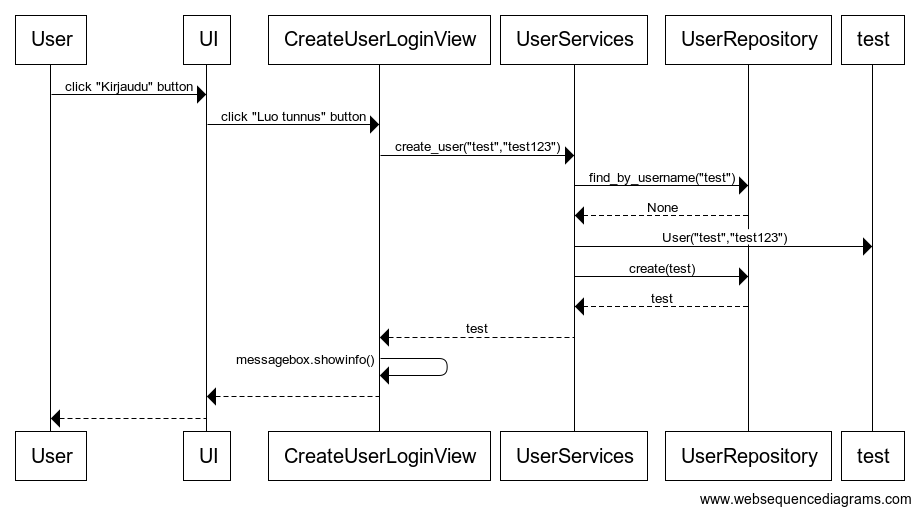 User UI CreateUserLoginView UserServices UserRepository test
click "Kirjaudu" button
click "Luo tunnus" button
create_user("test","test123")
find_by_username("test")
None
User("test","test123")
create(test)
test
test
messagebox.showinfo()
User UI CreateUserLoginView UserServices UserRepository test
www.websequencediagrams.com